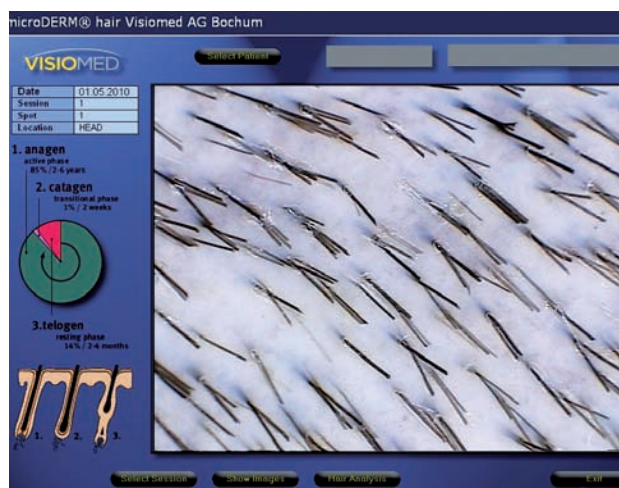 microDERM® hair Visiomed AG Bochum
VISIOMED
Select Patient
Date 01.05.2010
Session 1
Spot 1
Location HEAD
1. anagen
active phase
85% / 2-6 years
2. catagen
transitional phase
1% / 2 weeks
3.telogen
resting phase
14% / 2-6 months
1. 2. 3.
Select Session Show Images Hair Analysis Exit